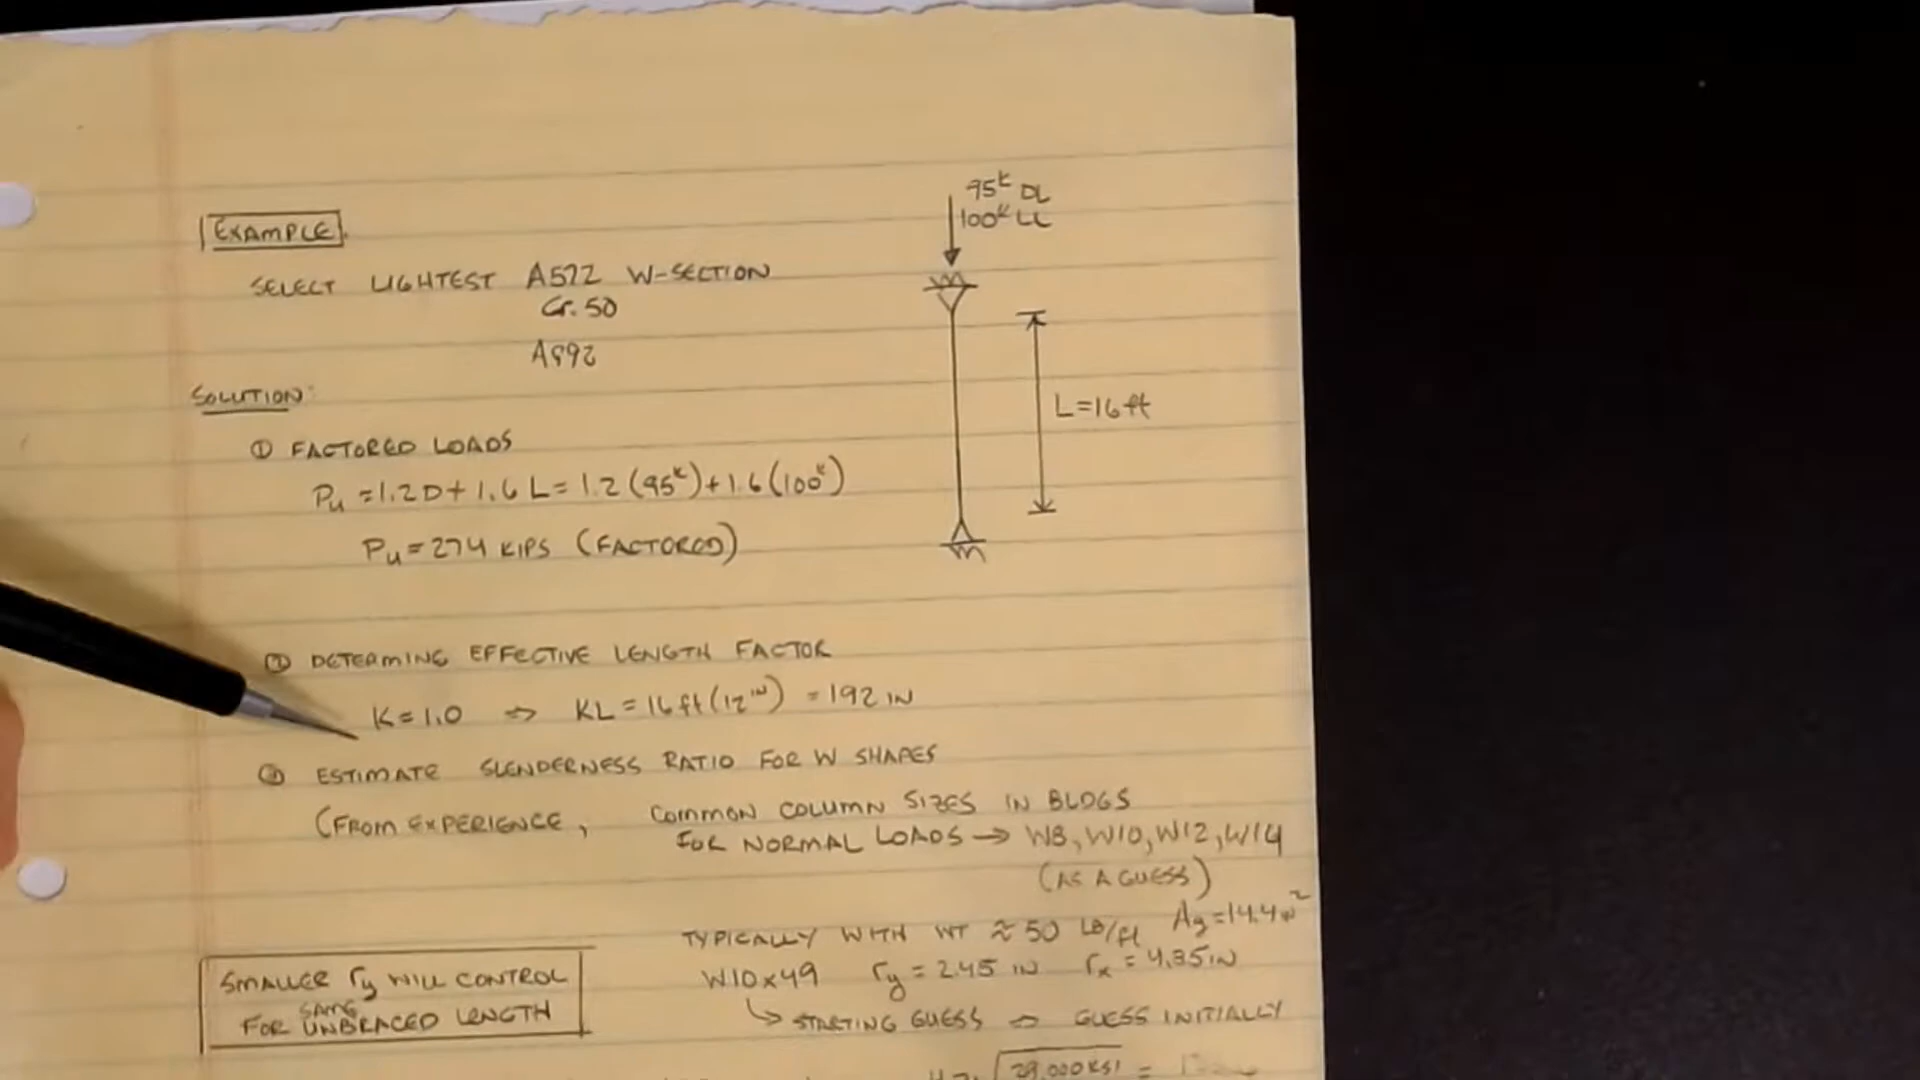 EXAMPLE
95k DL
100k LL
SELECT LIGHTEST A572 W-SECTION
Gr. 50
A992
L=16ft
SOLUTION:
① FACTORED LOADS
Pu = 1.2D + 1.6L = 1.2(95k) + 1.6(100k)
Pu = 274 KIPS (FACTORED)
② DETERMING EFFECTIVE LENGTH FACTOR
K=1.0 ⇒ KL = 16ft(12in) = 192 IN
③ ESTIMATE SLENDERNESS RATIO FOR W SHAPES
(FROM EXPERIENCE, COMMON COLUMN SIZES IN BLDGS
FOR NORMAL LOADS → W8, W10, W12, W14
(AS A GUESS)
TYPICALLY WITH WT ≈ 50 LB/ft Ag = 14.4 in²
W10x49 ry = 2.45 IN rx = 4.35 IN
STARTING GUESS ⇒ GUESS INITIALLY
SMALLER ry WILL CONTROL
FOR SAME UNBRACED LENGTH
29,000 KSI =